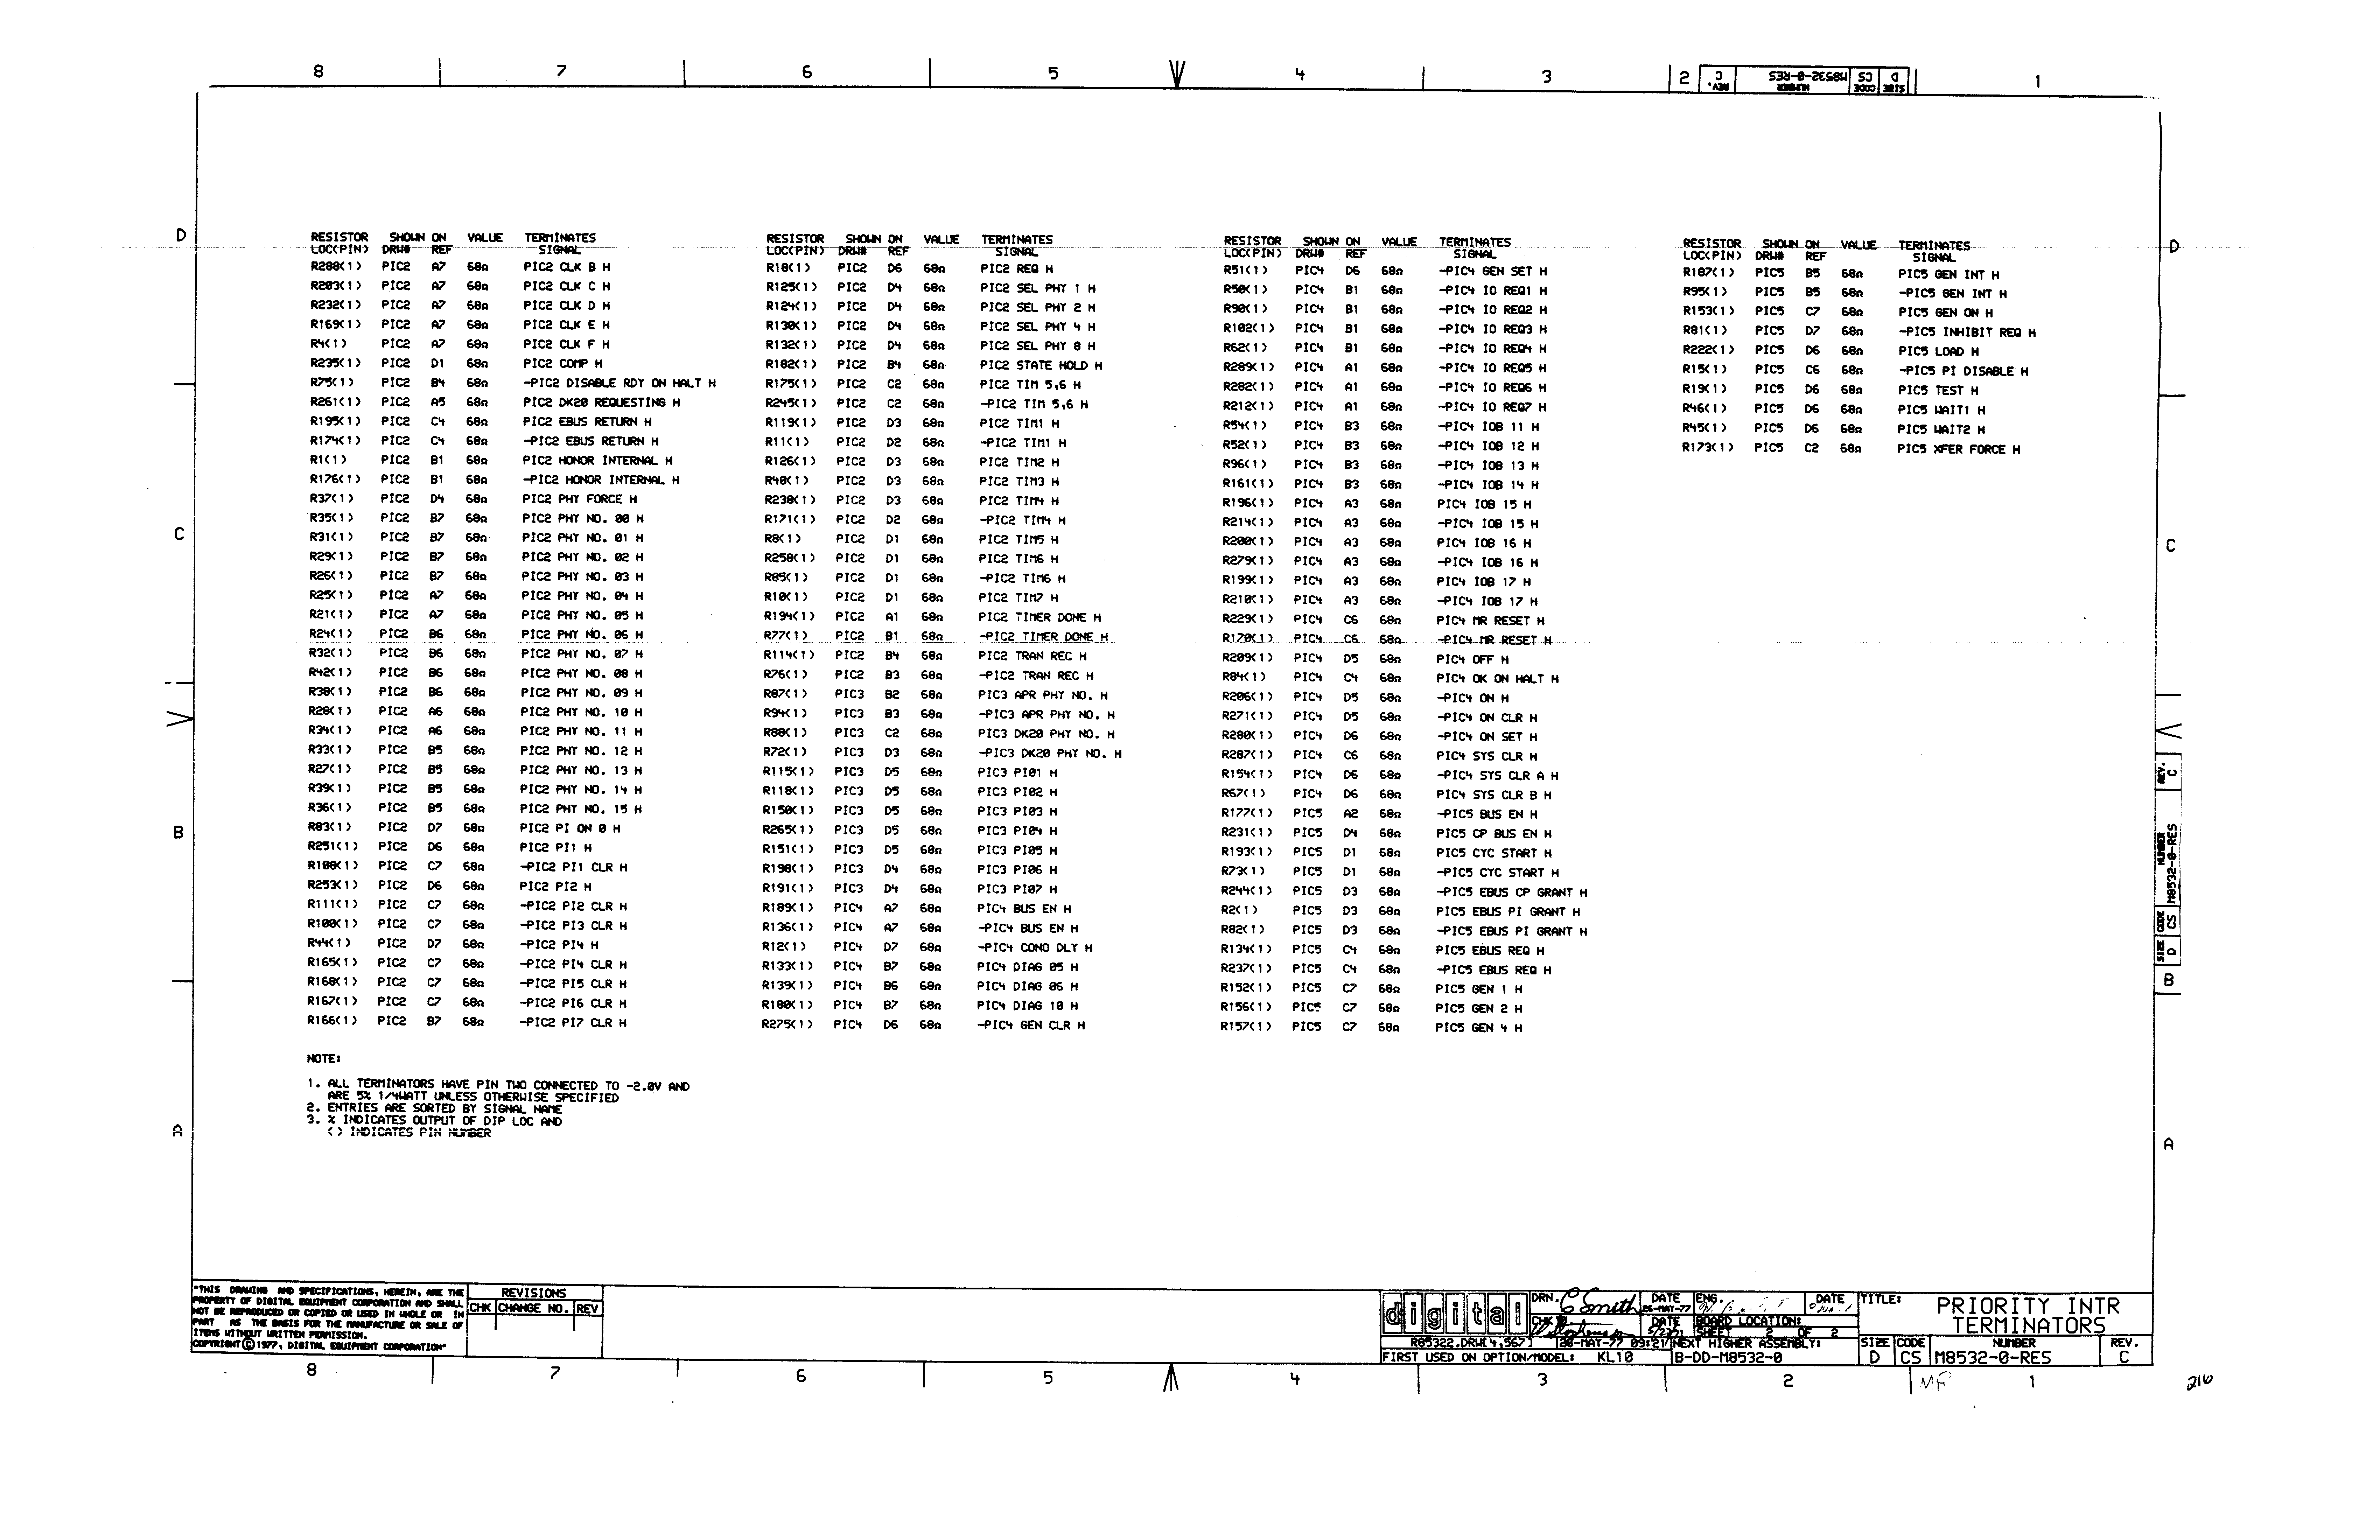 8 7 6 5 4 3 2 1
REV. C NUMBER M8532-0-RES CODE CS SIZE D
RESISTOR SHOWN ON VALUE TERMINATES
LOC(PIN) DRW# REF SIGNAL
R288(1) PIC2 A7 68Ω PIC2 CLK B H
R203(1) PIC2 A7 68Ω PIC2 CLK C H
R232(1) PIC2 A7 68Ω PIC2 CLK D H
R169(1) PIC2 A7 68Ω PIC2 CLK E H
R4(1) PIC2 A7 68Ω PIC2 CLK F H
R235(1) PIC2 D1 68Ω PIC2 COMP H
R75(1) PIC2 B4 68Ω -PIC2 DISABLE RDY ON HALT H
R261(1) PIC2 A5 68Ω PIC2 DK20 REQUESTING H
R195(1) PIC2 C4 68Ω PIC2 EBUS RETURN H
R174(1) PIC2 C4 68Ω -PIC2 EBUS RETURN H
R1(1) PIC2 B1 68Ω PIC2 HONOR INTERNAL H
R176(1) PIC2 B1 68Ω -PIC2 HONOR INTERNAL H
R37(1) PIC2 D4 68Ω PIC2 PHY FORCE H
R35(1) PIC2 B7 68Ω PIC2 PHY NO. 00 H
R31(1) PIC2 B7 68Ω PIC2 PHY NO. 01 H
R29(1) PIC2 B7 68Ω PIC2 PHY NO. 02 H
R26(1) PIC2 B7 68Ω PIC2 PHY NO. 03 H
R25(1) PIC2 A7 68Ω PIC2 PHY NO. 04 H
R21(1) PIC2 A7 68Ω PIC2 PHY NO. 05 H
R24(1) PIC2 B6 68Ω PIC2 PHY NO. 06 H
R32(1) PIC2 B6 68Ω PIC2 PHY NO. 07 H
R42(1) PIC2 B6 68Ω PIC2 PHY NO. 08 H
R38(1) PIC2 B6 68Ω PIC2 PHY NO. 09 H
R28(1) PIC2 A6 68Ω PIC2 PHY NO. 10 H
R34(1) PIC2 A6 68Ω PIC2 PHY NO. 11 H
R33(1) PIC2 B5 68Ω PIC2 PHY NO. 12 H
R27(1) PIC2 B5 68Ω PIC2 PHY NO. 13 H
R39(1) PIC2 B5 68Ω PIC2 PHY NO. 14 H
R36(1) PIC2 B5 68Ω PIC2 PHY NO. 15 H
R83(1) PIC2 D7 68Ω PIC2 PI ON 0 H
R251(1) PIC2 D6 68Ω PIC2 PI1 H
R108(1) PIC2 C7 68Ω -PIC2 PI1 CLR H
R253(1) PIC2 D6 68Ω PIC2 PI2 H
R111(1) PIC2 C7 68Ω -PIC2 PI2 CLR H
R100(1) PIC2 C7 68Ω -PIC2 PI3 CLR H
R44(1) PIC2 D7 68Ω -PIC2 PI4 H
R165(1) PIC2 C7 68Ω -PIC2 PI4 CLR H
R168(1) PIC2 C7 68Ω -PIC2 PI5 CLR H
R167(1) PIC2 C7 68Ω -PIC2 PI6 CLR H
R166(1) PIC2 B7 68Ω -PIC2 PI7 CLR H
RESISTOR SHOWN ON VALUE TERMINATES
LOC(PIN) DRW# REF SIGNAL
R18(1) PIC2 D6 68Ω PIC2 REQ H
R125(1) PIC2 D4 68Ω PIC2 SEL PHY 1 H
R124(1) PIC2 D4 68Ω PIC2 SEL PHY 2 H
R130(1) PIC2 D4 68Ω PIC2 SEL PHY 4 H
R132(1) PIC2 D4 68Ω PIC2 SEL PHY 8 H
R182(1) PIC2 B4 68Ω PIC2 STATE HOLD H
R175(1) PIC2 C2 68Ω PIC2 TIM 5,6 H
R245(1) PIC2 C2 68Ω -PIC2 TIM 5,6 H
R119(1) PIC2 D3 68Ω PIC2 TIM1 H
R11(1) PIC2 D2 68Ω -PIC2 TIM1 H
R126(1) PIC2 D3 68Ω PIC2 TIM2 H
R40(1) PIC2 D3 68Ω PIC2 TIM3 H
R238(1) PIC2 D3 68Ω PIC2 TIM4 H
R171(1) PIC2 D2 68Ω -PIC2 TIM4 H
R8(1) PIC2 D1 68Ω PIC2 TIM5 H
R258(1) PIC2 D1 68Ω PIC2 TIM6 H
R85(1) PIC2 D1 68Ω -PIC2 TIM6 H
R10(1) PIC2 D1 68Ω PIC2 TIM7 H
R194(1) PIC2 A1 68Ω PIC2 TIMER DONE H
R77(1) PIC2 B1 68Ω -PIC2 TIMER DONE H
R114(1) PIC2 B4 68Ω PIC2 TRAN REC H
R76(1) PIC2 B3 68Ω -PIC2 TRAN REC H
R87(1) PIC3 B2 68Ω PIC3 APR PHY NO. H
R94(1) PIC3 B3 68Ω -PIC3 APR PHY NO. H
R88(1) PIC3 C2 68Ω PIC3 DK20 PHY NO. H
R72(1) PIC3 D3 68Ω -PIC3 DK20 PHY NO. H
R115(1) PIC3 D5 68Ω PIC3 PI01 H
R118(1) PIC3 D5 68Ω PIC3 PI02 H
R150(1) PIC3 D5 68Ω PIC3 PI03 H
R265(1) PIC3 D5 68Ω PIC3 PI04 H
R151(1) PIC3 D5 68Ω PIC3 PI05 H
R198(1) PIC3 D4 68Ω PIC3 PI06 H
R191(1) PIC3 D4 68Ω PIC3 PI07 H
R189(1) PIC4 A7 68Ω PIC4 BUS EN H
R136(1) PIC4 A7 68Ω -PIC4 BUS EN H
R12(1) PIC4 D7 68Ω -PIC4 COND DLY H
R133(1) PIC4 B7 68Ω PIC4 DIAG 05 H
R139(1) PIC4 B6 68Ω PIC4 DIAG 06 H
R180(1) PIC4 B7 68Ω PIC4 DIAG 10 H
R275(1) PIC4 D6 68Ω -PIC4 GEN CLR H
RESISTOR SHOWN ON VALUE TERMINATES
LOC(PIN) DRW# REF SIGNAL
R51(1) PIC4 D6 68Ω -PIC4 GEN SET H
R50(1) PIC4 B1 68Ω -PIC4 IO REQ1 H
R90(1) PIC4 B1 68Ω -PIC4 IO REQ2 H
R102(1) PIC4 B1 68Ω -PIC4 IO REQ3 H
R62(1) PIC4 B1 68Ω -PIC4 IO REQ4 H
R289(1) PIC4 A1 68Ω -PIC4 IO REQ5 H
R282(1) PIC4 A1 68Ω -PIC4 IO REQ6 H
R212(1) PIC4 A1 68Ω -PIC4 IO REQ7 H
R54(1) PIC4 B3 68Ω -PIC4 IOB 11 H
R52(1) PIC4 B3 68Ω -PIC4 IOB 12 H
R96(1) PIC4 B3 68Ω -PIC4 IOB 13 H
R161(1) PIC4 B3 68Ω -PIC4 IOB 14 H
R196(1) PIC4 A3 68Ω PIC4 IOB 15 H
R214(1) PIC4 A3 68Ω -PIC4 IOB 15 H
R200(1) PIC4 A3 68Ω PIC4 IOB 16 H
R279(1) PIC4 A3 68Ω -PIC4 IOB 16 H
R199(1) PIC4 A3 68Ω PIC4 IOB 17 H
R210(1) PIC4 A3 68Ω -PIC4 IOB 17 H
R229(1) PIC4 C6 68Ω PIC4 MR RESET H
R170(1) PIC4 C6 68Ω -PIC4 MR RESET H
R209(1) PIC4 D5 68Ω PIC4 OFF H
R84(1) PIC4 C4 68Ω PIC4 OK ON HALT H
R206(1) PIC4 D5 68Ω -PIC4 ON H
R271(1) PIC4 D5 68Ω -PIC4 ON CLR H
R280(1) PIC4 D6 68Ω -PIC4 ON SET H
R287(1) PIC4 C6 68Ω PIC4 SYS CLR H
R154(1) PIC4 D6 68Ω -PIC4 SYS CLR A H
R67(1) PIC4 D6 68Ω PIC4 SYS CLR B H
R177(1) PIC5 A2 68Ω -PIC5 BUS EN H
R231(1) PIC5 D4 68Ω PIC5 CP BUS EN H
R193(1) PIC5 D1 68Ω PIC5 CYC START H
R73(1) PIC5 D1 68Ω -PIC5 CYC START H
R244(1) PIC5 D3 68Ω -PIC5 EBUS CP GRANT H
R2(1) PIC5 D3 68Ω PIC5 EBUS PI GRANT H
R82(1) PIC5 D3 68Ω -PIC5 EBUS PI GRANT H
R134(1) PIC5 C4 68Ω PIC5 EBUS REQ H
R237(1) PIC5 C4 68Ω -PIC5 EBUS REQ H
R152(1) PIC5 C7 68Ω PIC5 GEN 1 H
R156(1) PIC5 C7 68Ω PIC5 GEN 2 H
R157(1) PIC5 C7 68Ω PIC5 GEN 4 H
RESISTOR SHOWN ON VALUE TERMINATES
LOC(PIN) DRW# REF SIGNAL
R187(1) PIC5 B5 68Ω PIC5 GEN INT H
R95(1) PIC5 B5 68Ω -PIC5 GEN INT H
R153(1) PIC5 C7 68Ω PIC5 GEN ON H
R81(1) PIC5 D7 68Ω -PIC5 INHIBIT REQ H
R222(1) PIC5 D6 68Ω PIC5 LOAD H
R15(1) PIC5 C6 68Ω -PIC5 PI DISABLE H
R19(1) PIC5 D6 68Ω PIC5 TEST H
R46(1) PIC5 D6 68Ω PIC5 WAIT1 H
R45(1) PIC5 D6 68Ω PIC5 WAIT2 H
R173(1) PIC5 C2 68Ω PIC5 XFER FORCE H
D D
C C
B B
A A
SIZE D CODE CS NUMBER M8532-0-RES REV. C
NOTE:
1. ALL TERMINATORS HAVE PIN TWO CONNECTED TO -2.0V AND
ARE 5% 1/4WATT UNLESS OTHERWISE SPECIFIED
2. ENTRIES ARE SORTED BY SIGNAL NAME
3. % INDICATES OUTPUT OF DIP LOC AND
() INDICATES PIN NUMBER
"THIS DRAWING AND SPECIFICATIONS, HEREIN, ARE THE
PROPERTY OF DIGITAL EQUIPMENT CORPORATION AND SHALL
NOT BE REPRODUCED OR COPIED OR USED IN WHOLE OR IN
PART AS THE BASIS FOR THE MANUFACTURE OR SALE OF
ITEMS WITHOUT WRITTEN PERMISSION.
COPYRIGHT © 1977, DIGITAL EQUIPMENT CORPORATION"
REVISIONS
CHK CHANGE NO. REV
digital
DRN. C Smith DATE 26-MAY-77 ENG. DATE
CHK DATE BOARD LOCATION:
SHEET 2 OF 2
R85322.DRW[4,567] 26-MAY-77 09:21 NEXT HIGHER ASSEMBLY:
FIRST USED ON OPTION/MODEL: KL10 B-DD-M8532-0
TITLE: PRIORITY INTR
TERMINATORS
SIZE CODE NUMBER REV.
D CS M8532-0-RES C
8 7 6 5 4 3 2 1
MF
216